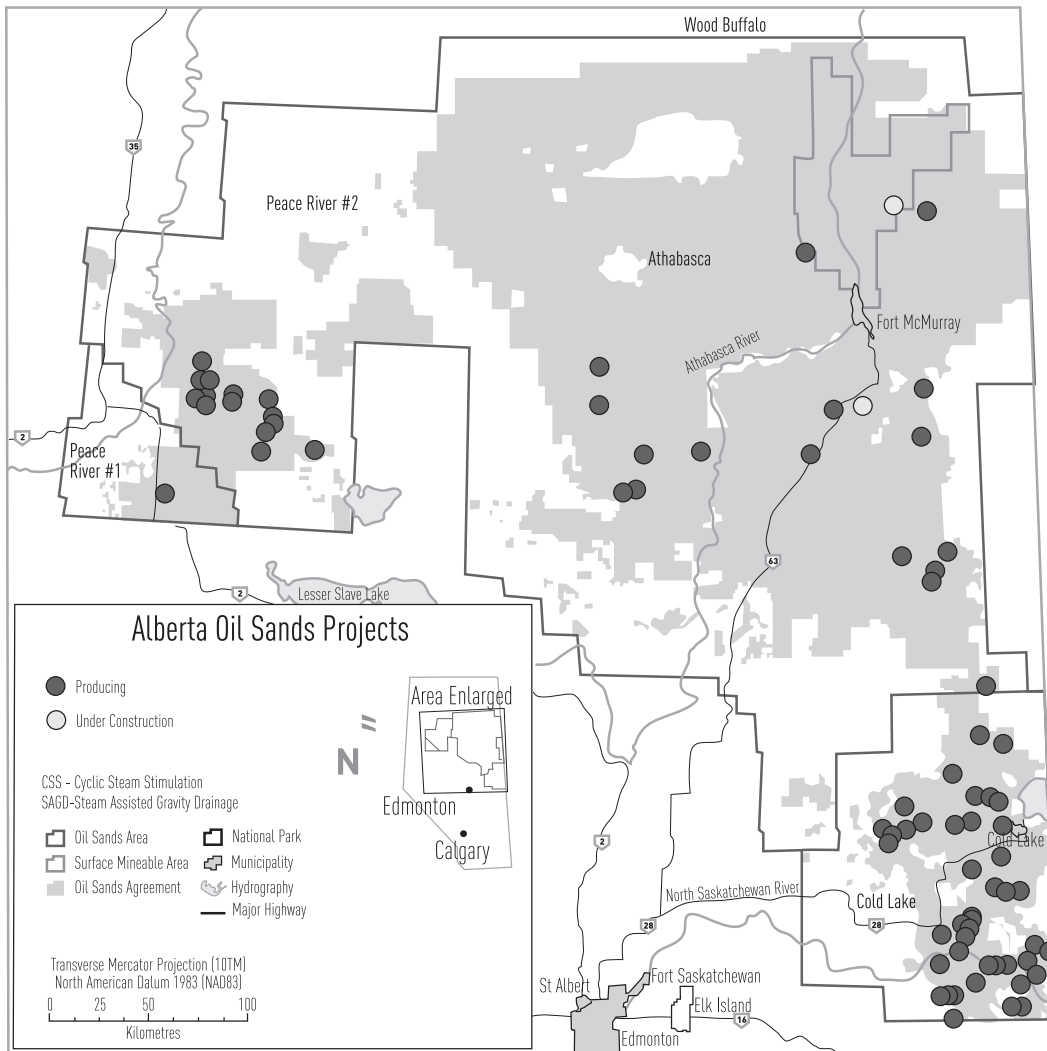 Wood Buffalo
35
Peace River #2
Athabasca
Fort McMurray
Athabasca River
2
Peace
River #1
63
2
Lesser Slave Lake
Alberta Oil Sands Projects
Producing
Under Construction
N
CSS - Cyclic Steam Stimulation
SAGD-Steam Assisted Gravity Drainage
Oil Sands Area
Surface Mineable Area
Oil Sands Agreement
National Park
Municipality
Hydrography
Major Highway
Area Enlarged
Edmonton
Calgary
Transverse Mercator Projection (10TM)
North American Dalum 1983 (NAD83)
0 25 50 100
Kilometres
2
Cold Lake
North Saskatchewan River
Cold Lake
28
28
St Albert
Fort Saskatchewan
Elk Island
16
Edmonton